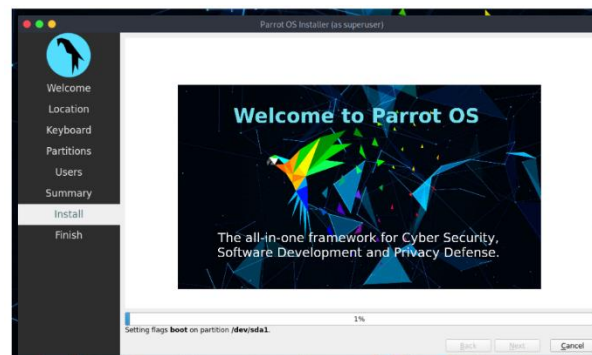 Parrot OS Installer (as superuser)
Welcome
Location
Keyboard
Partitions
Users
Summary
Install
Finish
Welcome to Parrot OS
The all-in-one framework for Cyber Security,
Software Development and Privacy Defense.
1%
Setting flags boot on partition /dev/sda1.
Back Next Cancel